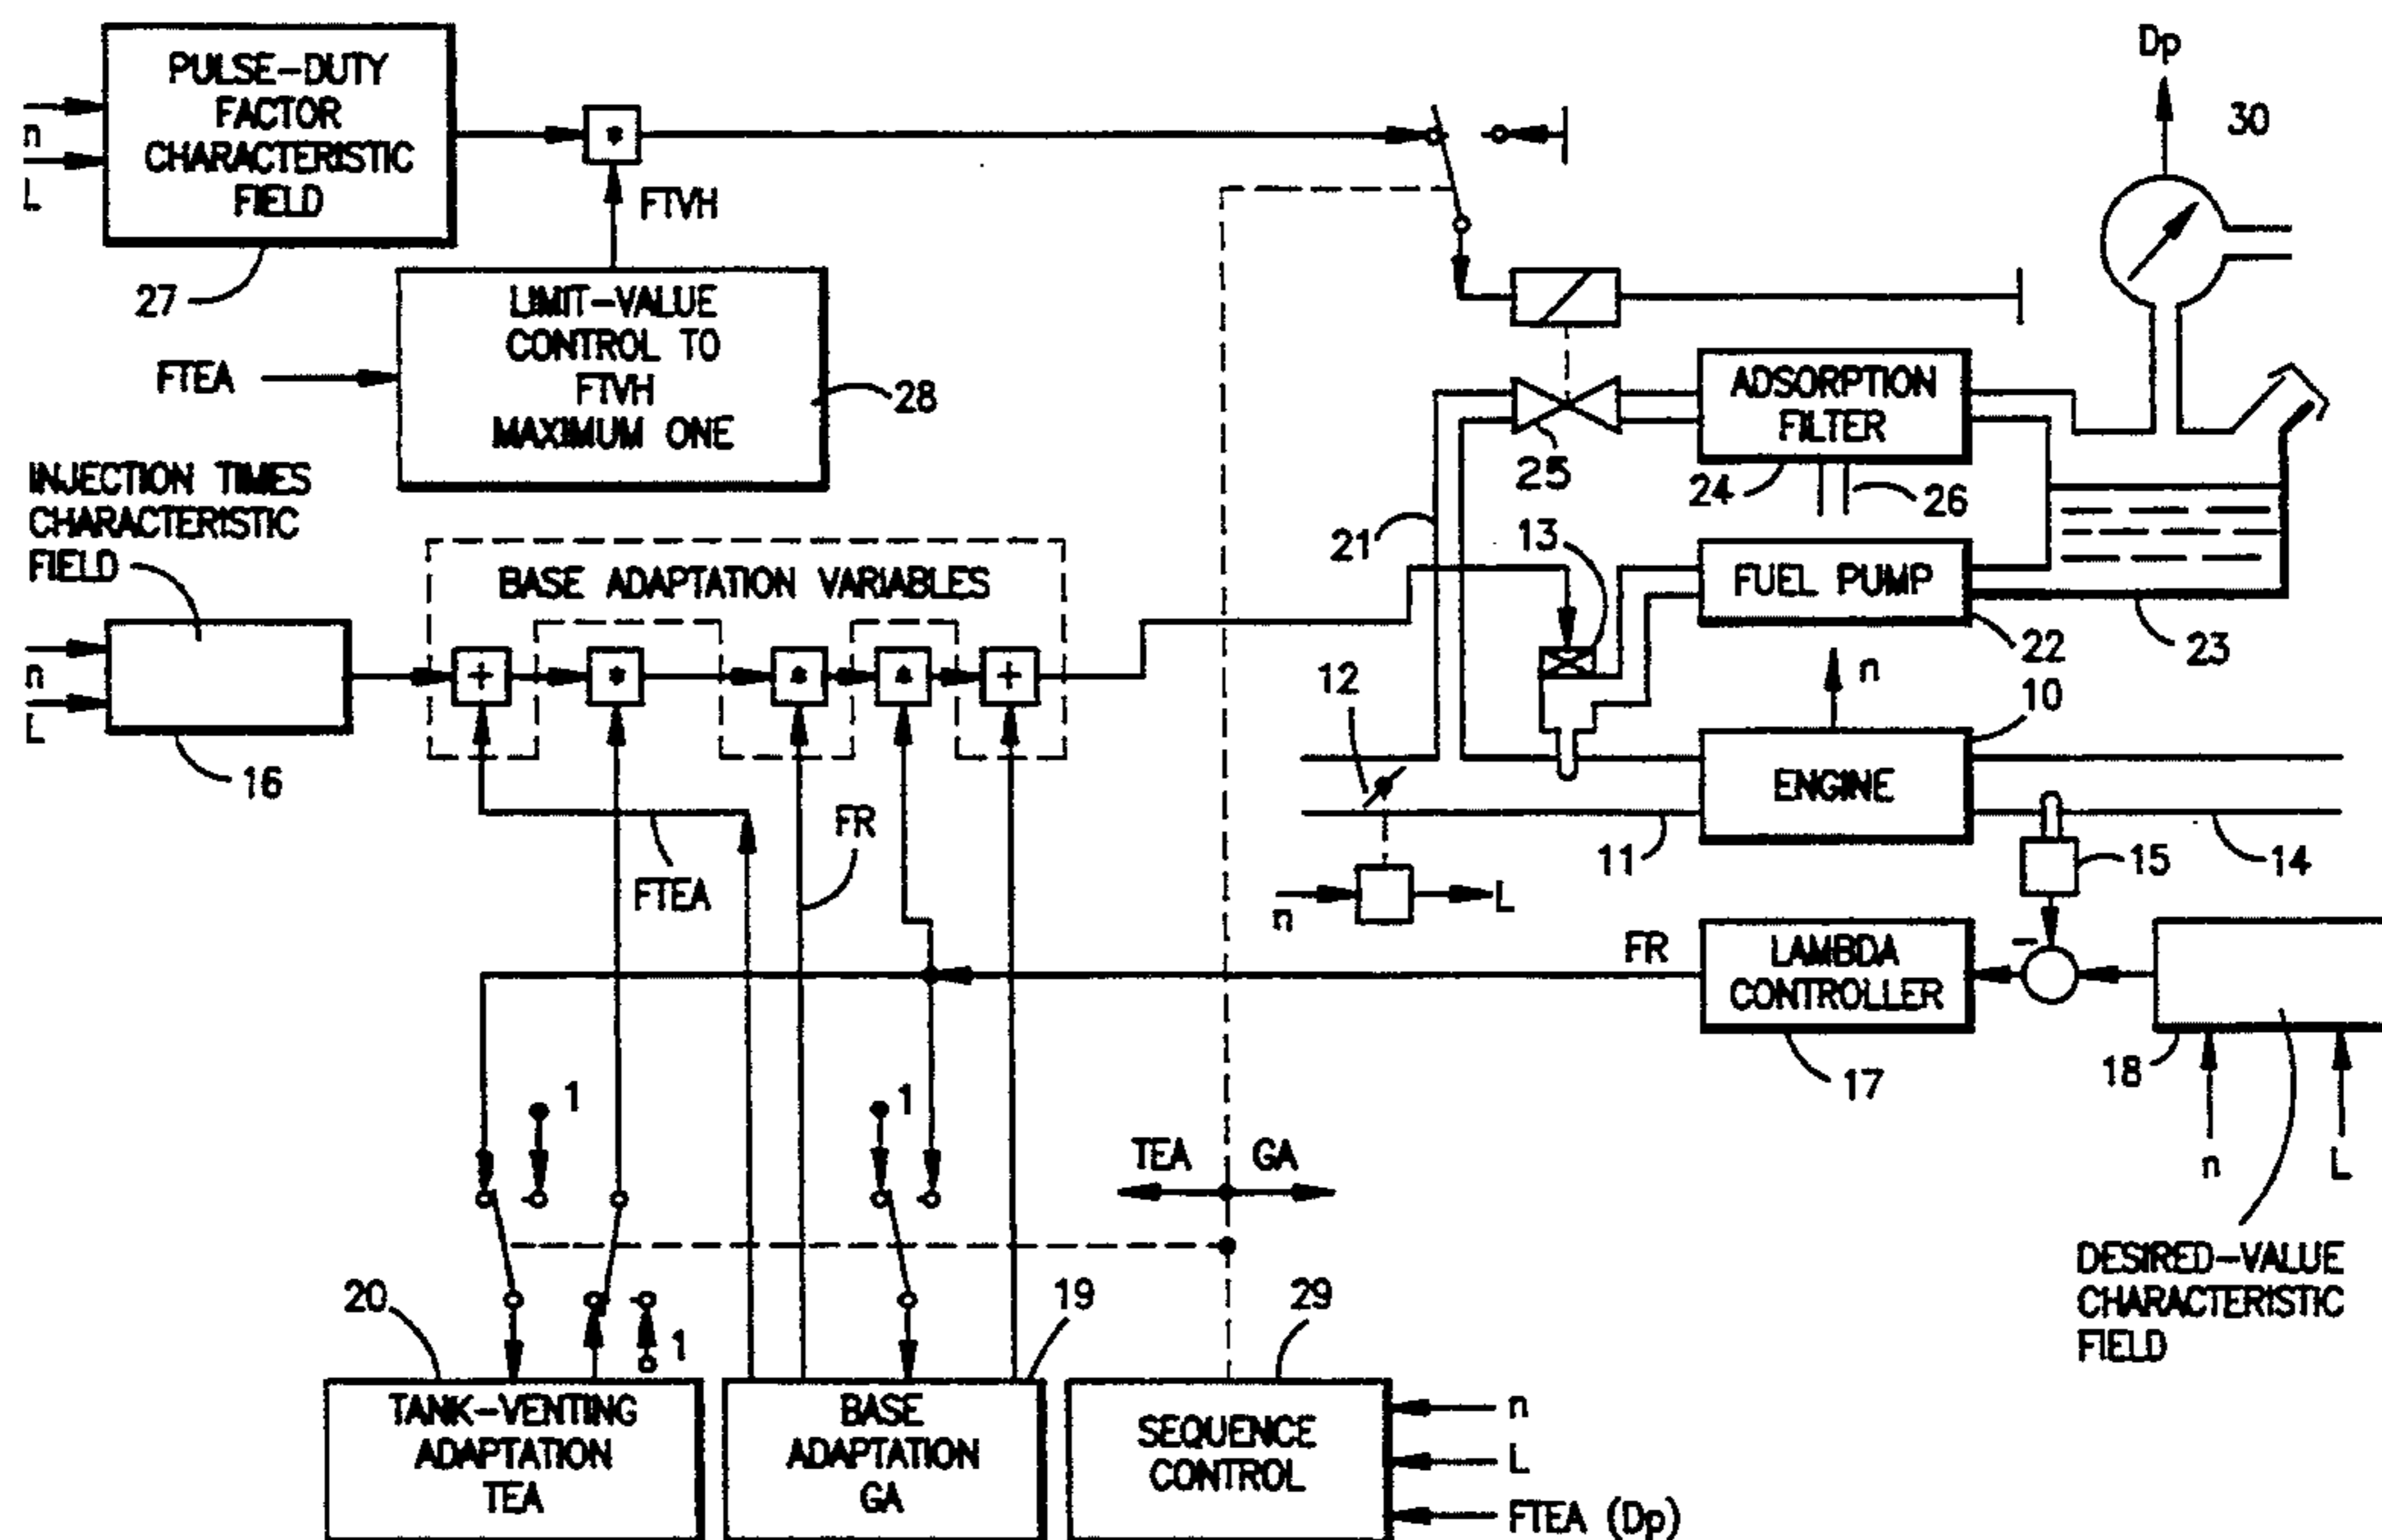 PULSE-DUTY
FACTOR
CHARACTERISTIC
FIELD
n
L
27
*
FTVH
LIMIT-VALUE
CONTROL TO
FTVH
MAXIMUM ONE
28
FTEA
Dp
30
ADSORPTION
FILTER
24
26
25
21
13
FUEL PUMP
22
23
INJECTION TIMES
CHARACTERISTIC
FIELD
n
L
16
BASE ADAPTATION VARIABLES
+
*
*
*
+
12
n
10
ENGINE
11
15
14
n
L
FTEA
FR
FR
LAMBDA
CONTROLLER
17
-
18
n
L
DESIRED-VALUE
CHARACTERISTIC
FIELD
1
1
1
TEA
GA
20
19
29
TANK-VENTING
ADAPTATION
TEA
BASE
ADAPTATION
GA
SEQUENCE
CONTROL
n
L
FTEA (Dp)